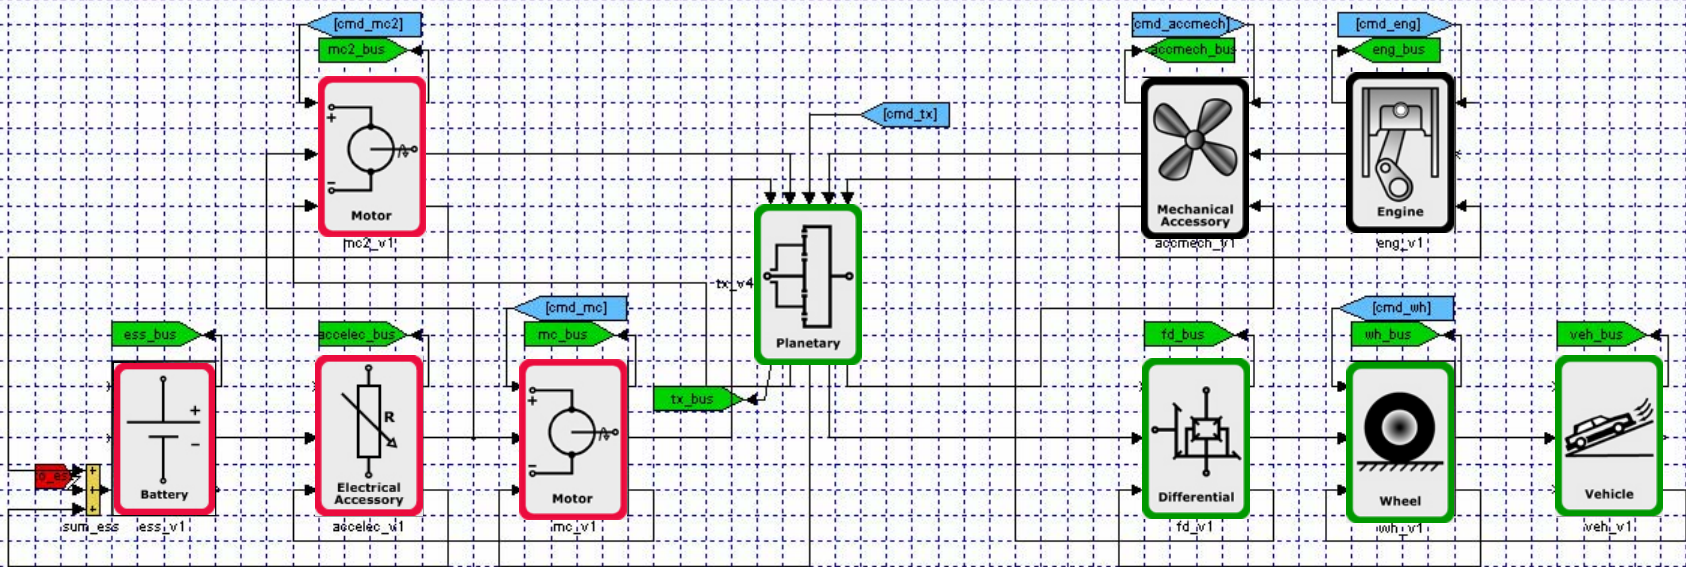 [cmd_mc2]
mc2_bus
+
−
Motor
mc2_v1
[cmd_tx]
[cmd_accmech]
accmech_bus
Mechanical
Accessory
accmech_v1
[cmd_eng]
eng_bus
Engine
eng_v1
tx_v4
Planetary
tx_bus
ess_bus
+
−
Battery
ess_v1
+
+
+
sum_ess
accelec_bus
R
Electrical
Accessory
accelec_v1
[cmd_mc]
mc_bus
+
−
Motor
mc_v1
fd_bus
Differential
fd_v1
[cmd_wh]
wh_bus
Wheel
wh_v1
veh_bus
Vehicle
veh_v1